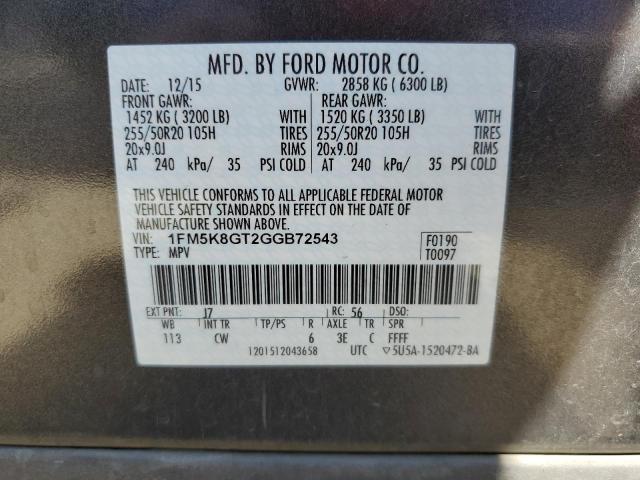 MFD. BY FORD MOTOR CO.
DATE: 12/15 GVWR: 2858 KG ( 6300 LB)
FRONT GAWR: REAR GAWR:
1452 KG ( 3200 LB) WITH 1520 KG ( 3350 LB) WITH
255/50R20 105H TIRES 255/50R20 105H TIRES
20x9.0J RIMS 20x9.0J RIMS
AT 240 kPa/ 35 PSI COLD AT 240 kPa/ 35 PSI COLD
THIS VEHICLE CONFORMS TO ALL APPLICABLE FEDERAL MOTOR
VEHICLE SAFETY STANDARDS IN EFFECT ON THE DATE OF
MANUFACTURE SHOWN ABOVE.
VIN: 1FM5K8GT2GGB72543 F0190
TYPE: MPV T0097
EXT PNT: J7 RC: 56 DSO:
WB INT TR TP/PS R AXLE TR SPR
113 CW 6 3E C FFFF
1201512043658 UTC ▽5U5A-1520472-BA